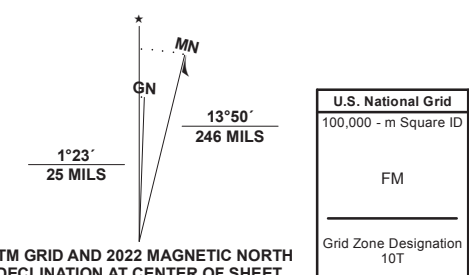 ★
MN
GN
13°50´
246 MILS
1°23´
25 MILS
TM GRID AND 2022 MAGNETIC NORTH
DECLINATION AT CENTER OF SHEET
U.S. National Grid
100,000 - m Square ID
FM
Grid Zone Designation
10T